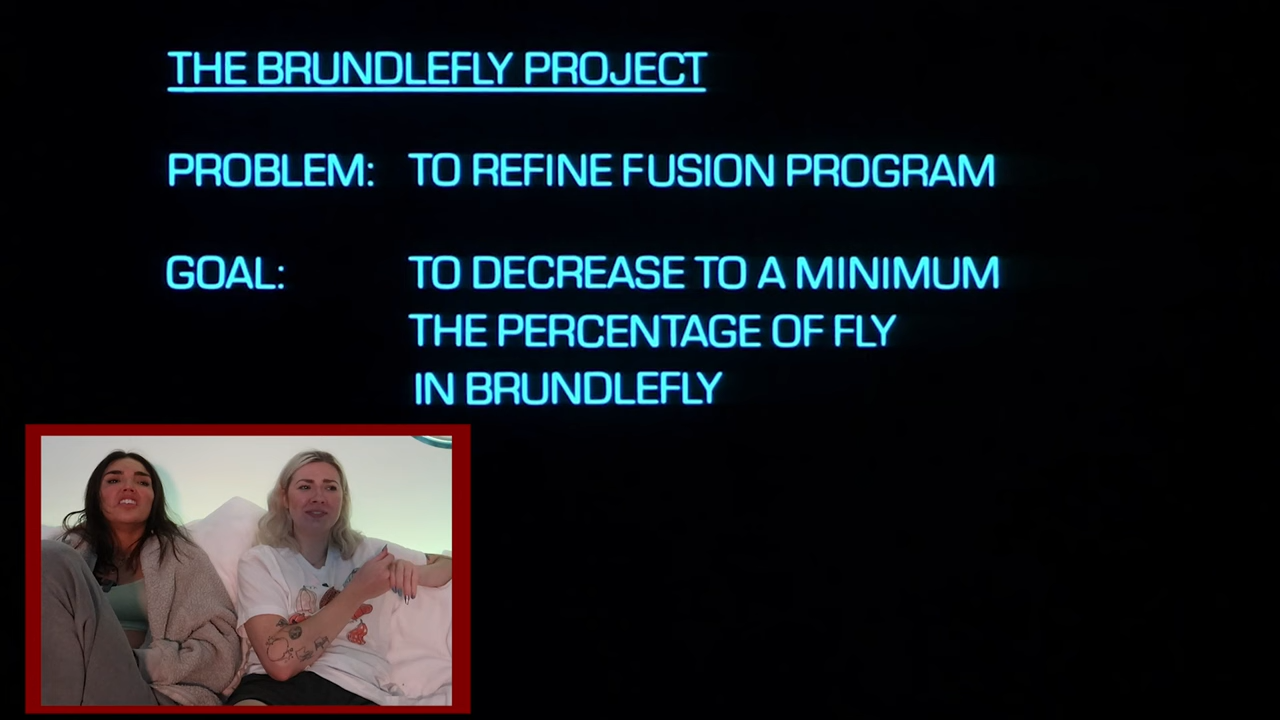 THE BRUNDLEFLY PROJECT
PROBLEM: TO REFINE FUSION PROGRAM
GOAL: TO DECREASE TO A MINIMUM
THE PERCENTAGE OF FLY
IN BRUNDLEFLY